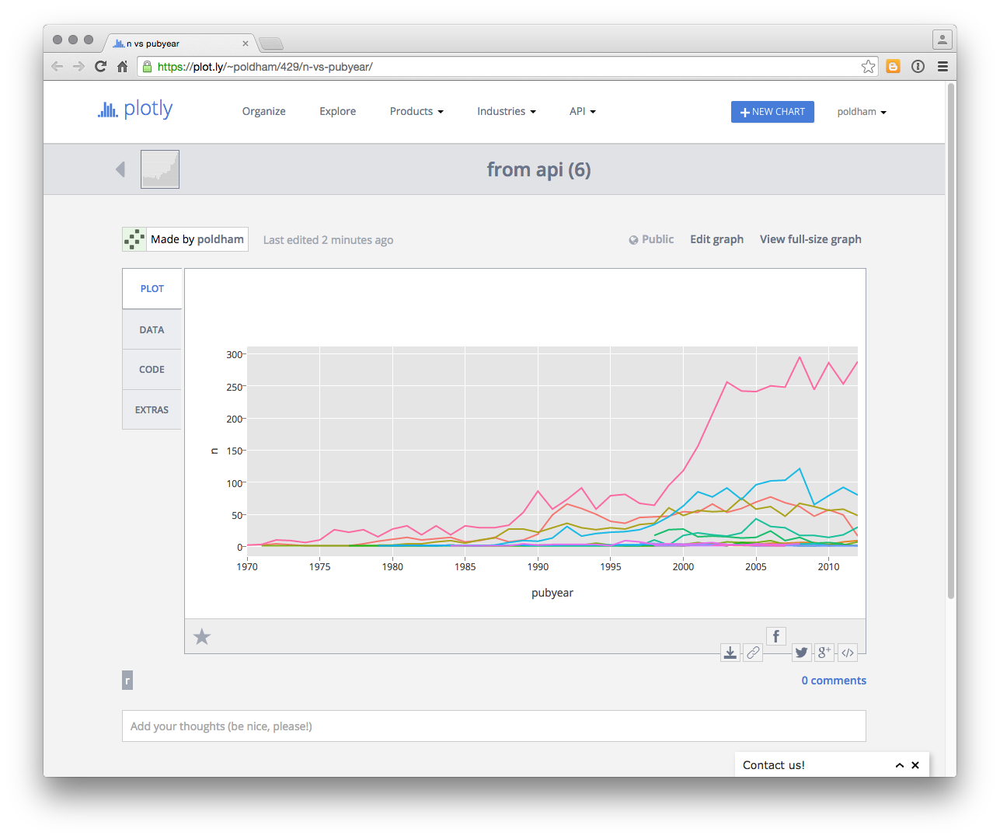 n vs pubyear
https://plot.ly/~poldham/429/n-vs-pubyear/
plotly
Organize
Explore
Products
Industries
API
NEW CHART
poldham
from api (6)
Made by poldham
Last edited 2 minutes ago
Public
Edit graph
View full-size graph
PLOT
DATA
CODE
EXTRAS
300
250
200
150
100
50
0
n
1970
1975
1980
1985
1990
1995
2000
2005
2010
pubyear
r
0 comments
Add your thoughts (be nice, please!)
Contact us!